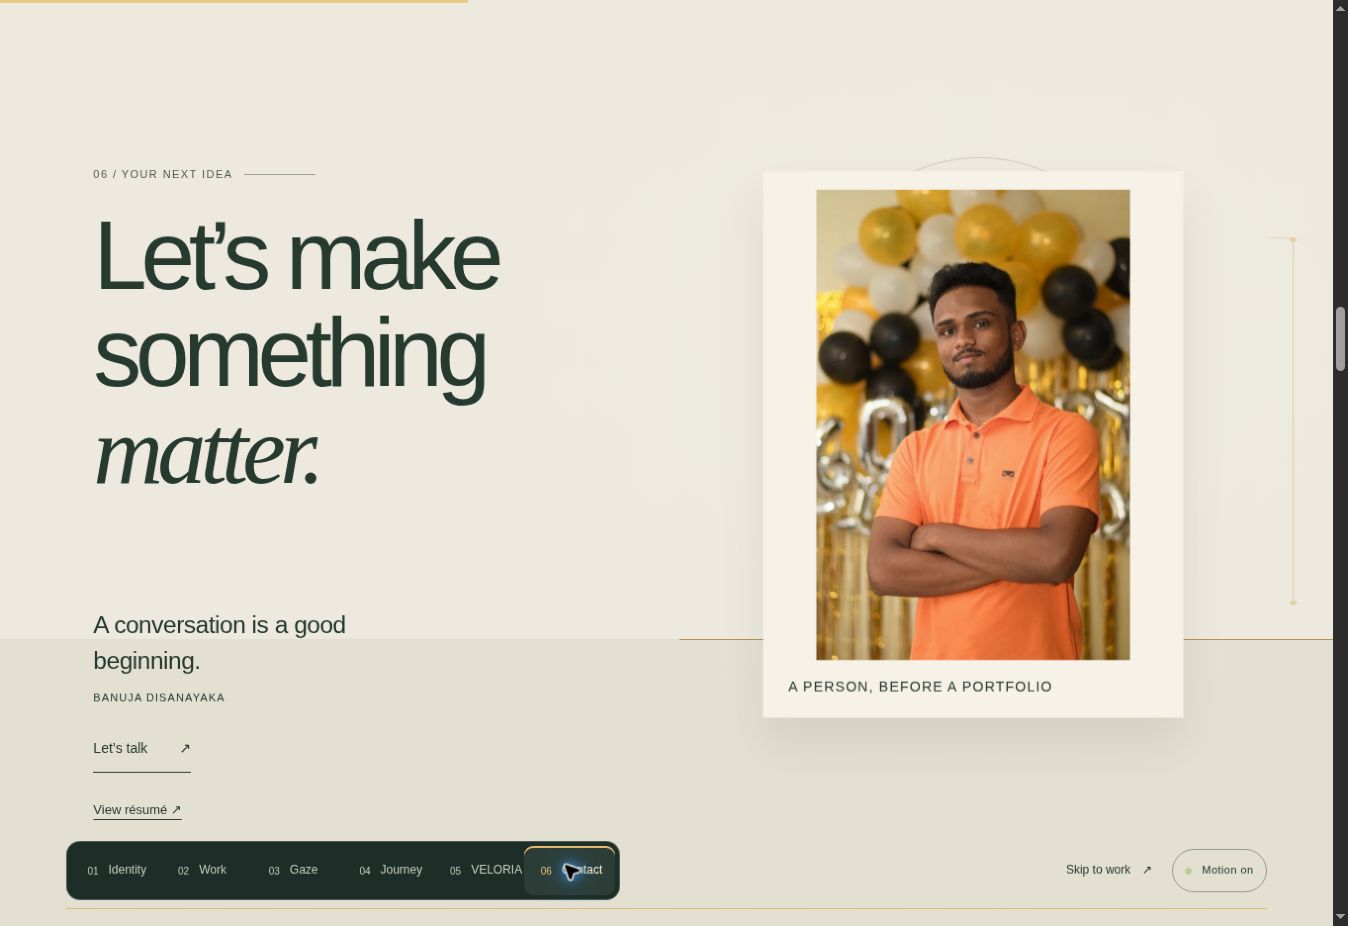 06 / YOUR NEXT IDEA
Let’s make
something
matter.
A conversation is a good
beginning.
BANUJA DISANAYAKA
Let’s talk ↗
View résumé ↗
A PERSON, BEFORE A PORTFOLIO
01 Identity
02 Work
03 Gaze
04 Journey
05 VELORIA
06
Skip to work ↗
Motion on